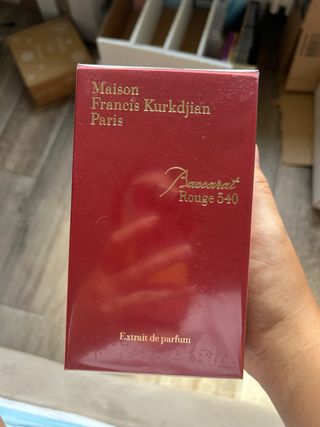 Maison
Francis Kurkdjian
Paris
Baccarat
Rouge 540
Extrait de parfum